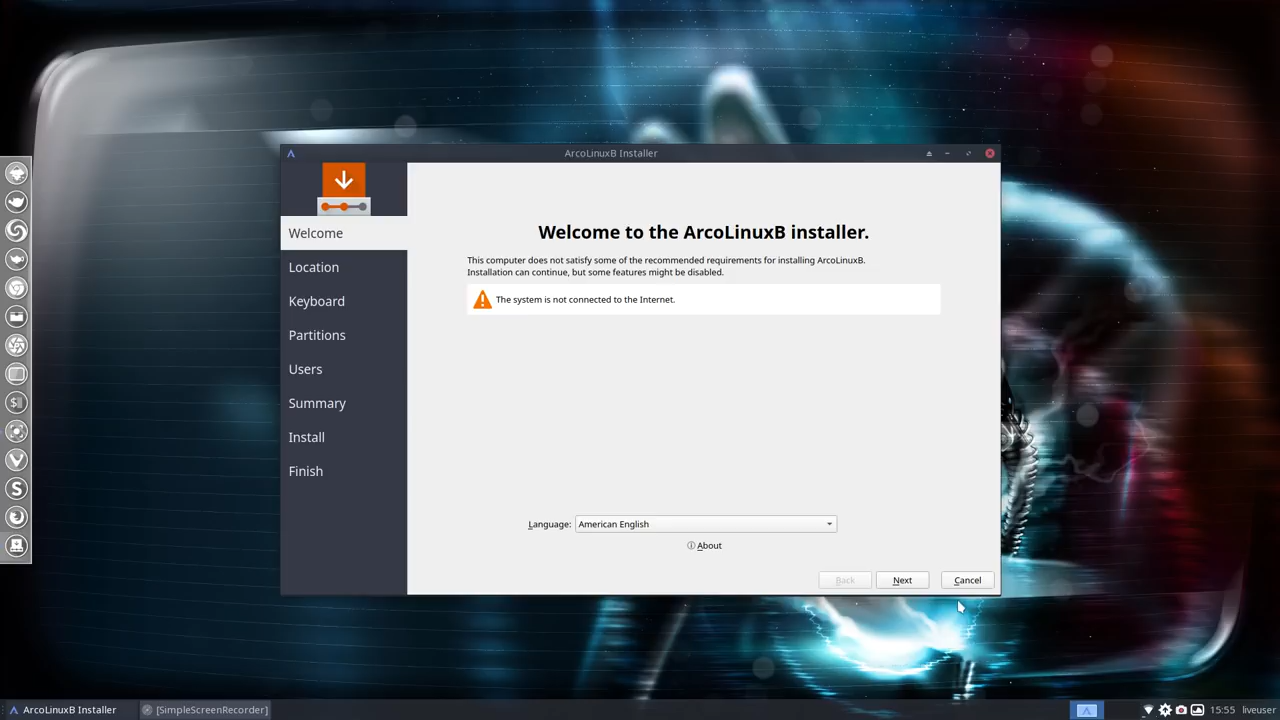 ArcoLinuxB Installer
Welcome
Location
Keyboard
Partitions
Users
Summary
Install
Finish
Welcome to the ArcoLinuxB installer.
This computer does not satisfy some of the recommended requirements for installing ArcoLinuxB.
Installation can continue, but some features might be disabled.
The system is not connected to the Internet.
Language: American English
About
Back Next Cancel
ArcoLinuxB Installer [SimpleScreenRecorder] 15:55 liveuser